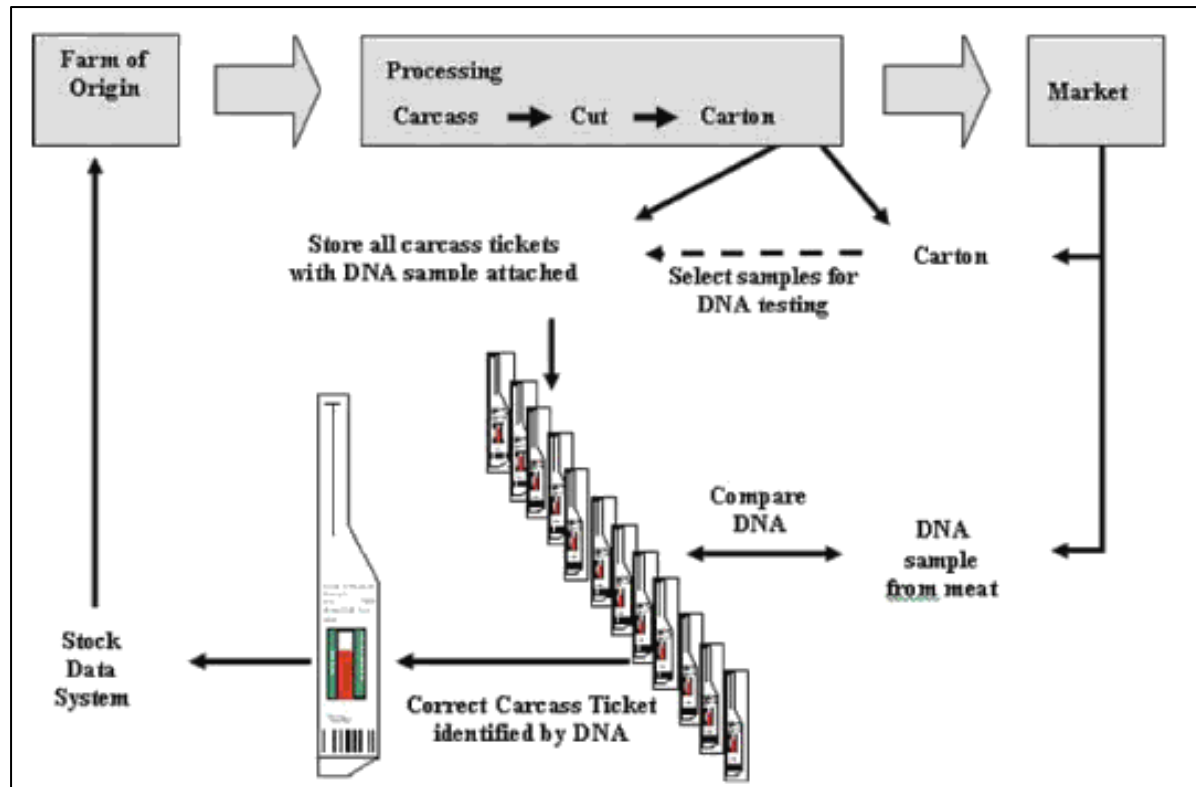 Farm of
Origin
Processing
Carcass
Cut
Carton
Market
Store all carcass tickets
with DNA sample attached
Select samples for
DNA testing
Carton
Compare
DNA
DNA
sample
from meat
Correct Carcass Ticket
identified by DNA
Stock
Data
System